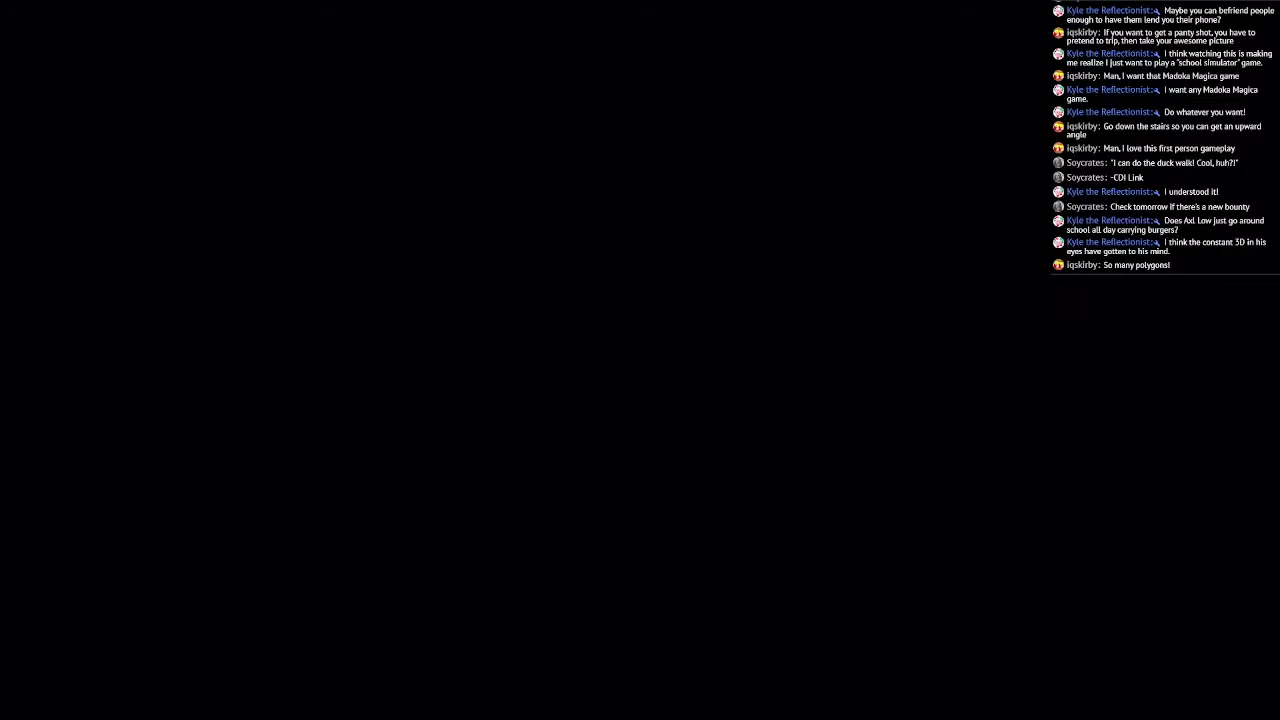 Kyle the Reflectionist: Maybe you can befriend people
enough to have them lend you their phone?
iqskirby: If you want to get a panty shot, you have to
pretend to trip, then take your awesome picture
Kyle the Reflectionist: I think watching this is making
me realize I just want to play a "school simulator" game.
iqskirby: Man, I want that Madoka Magica game
Kyle the Reflectionist: I want any Madoka Magica
game.
Kyle the Reflectionist: Do whatever you want!
iqskirby: Go down the stairs so you can get an upward
angle
iqskirby: Man, I love this first person gameplay
Soycrates: "I can do the duck walk! Cool, huh?!"
Soycrates: -CDI Link
Kyle the Reflectionist: I understood it!
Soycrates: Check tomorrow if there's a new bounty
Kyle the Reflectionist: Does Axl Low just go around
school all day carrying burgers?
Kyle the Reflectionist: I think the constant 3D in his
eyes have gotten to his mind.
iqskirby: So many polygons!